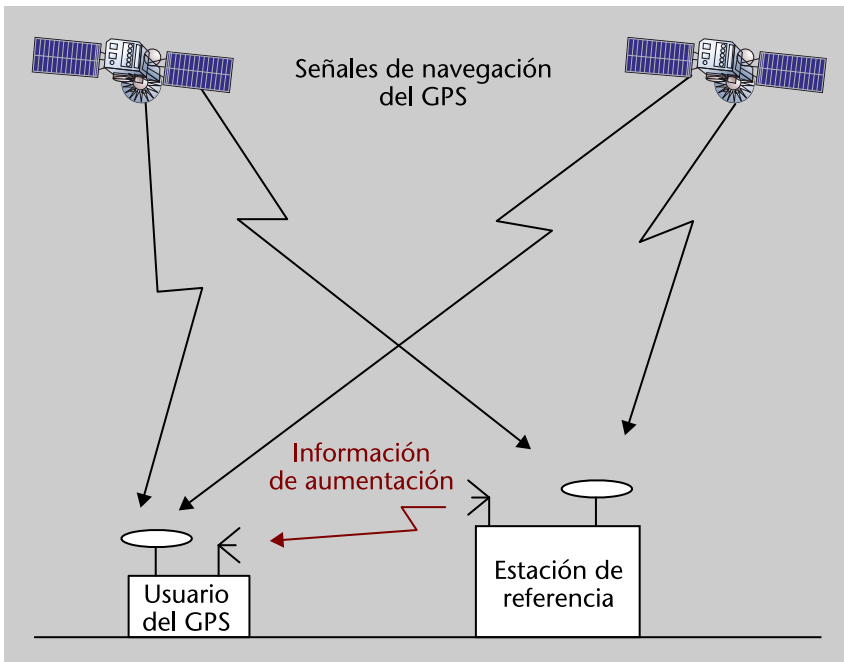 Señales de navegación
del GPS
Información
de aumentación
Usuario
del GPS
Estación de
referencia